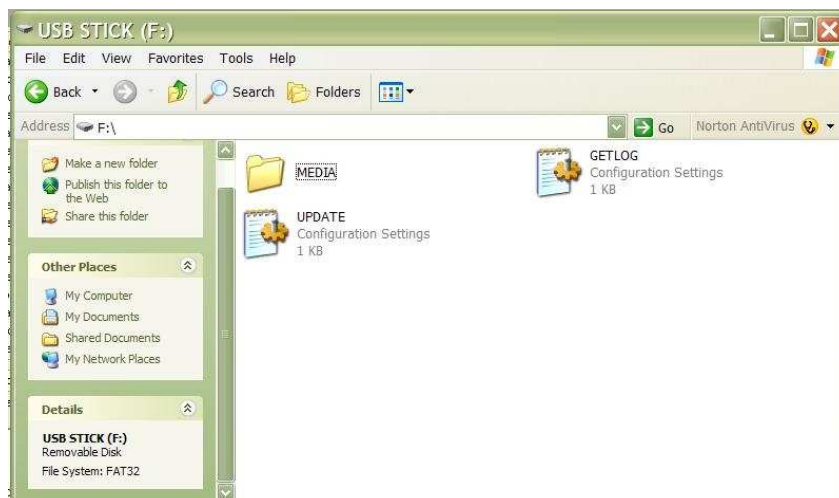 USB STICK (F:)
File Edit View Favorites Tools Help
Back Search Folders
Address F:\ Go Norton AntiVirus
Make a new folder
Publish this folder to
the Web
Share this folder
Other Places
My Computer
My Documents
Shared Documents
My Network Places
Details
USB STICK (F:)
Removable Disk
File System: FAT32
MEDIA
GETLOG
Configuration Settings
1 KB
UPDATE
Configuration Settings
1 KB